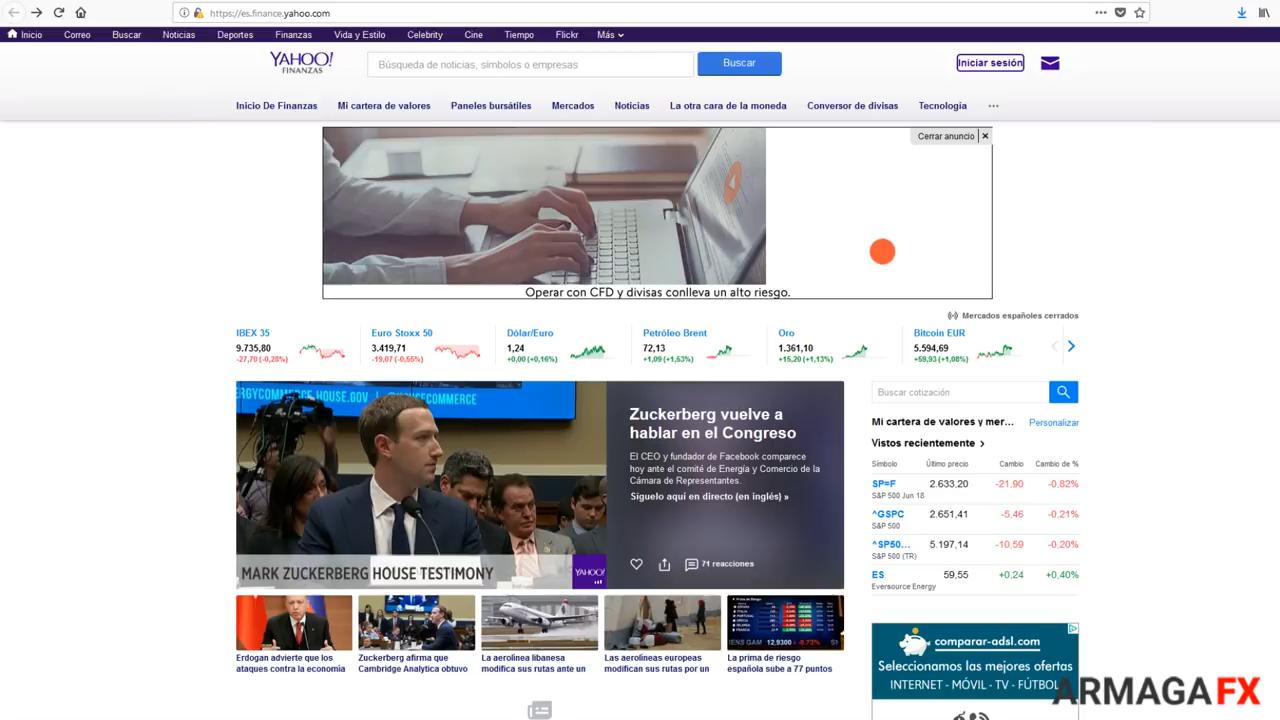 https://es.finance.yahoo.com
Inicio Correo Buscar Noticias Deportes Finanzas Vida y Estilo Celebrity Cine Tiempo Flickr Más
YAHOO!
FINANZAS
Búsqueda de noticias, símbolos o empresas
Buscar
Iniciar sesión
Inicio De Finanzas Mi cartera de valores Paneles bursátiles Mercados Noticias La otra cara de la moneda Conversor de divisas Tecnología ...
Cerrar anuncio
Operar con CFD y divisas conlleva un alto riesgo.
Mercados españoles cerrados
IBEX 35
9.735,80
-27,70 (-0,28%)
Euro Stoxx 50
3.419,71
-19,07 (-0,55%)
Dólar/Euro
1,24
+0,00 (+0,16%)
Petróleo Brent
72,13
+1,09 (+1,53%)
Oro
1.361,10
+15,20 (+1,13%)
Bitcoin EUR
5.594,69
+59,93 (+1,08%)
COMMERCE
MARK ZUCKERBERG HOUSE TESTIMONY
YAHOO!
Zuckerberg vuelve a
hablar en el Congreso
El CEO y fundador de Facebook comparece
hoy ante el comité de Energía y Comercio de la
Cámara de Representantes.
Síguelo aquí en directo (en inglés) »
71 reacciones
Erdogan advierte que los
ataques contra la economía
Zuckerberg afirma que
Cambridge Analytica obtuvo
La aerolínea libanesa
modifica sus rutas ante un
Las aerolíneas europeas
modifican sus rutas por un
La prima de riesgo
española sube a 77 puntos
Buscar cotización
Mi cartera de valores y mer... Personalizar
Vistos recientemente
Símbolo Último precio Cambio Cambio de %
SP=F 2.633,20 -21,90 -0,82%
S&P 500 Jun 18
^GSPC 2.651,41 -5,46 -0,21%
S&P 500
^SP50... 5.197,14 -10,59 -0,20%
S&P 500 (TR)
ES 59,55 +0,24 +0,40%
Eversource Energy
comparar-adsl.com
Seleccionamos las mejores ofertas
INTERNET - MÓVIL - TV - FÚTBOL
ARMAGAFX